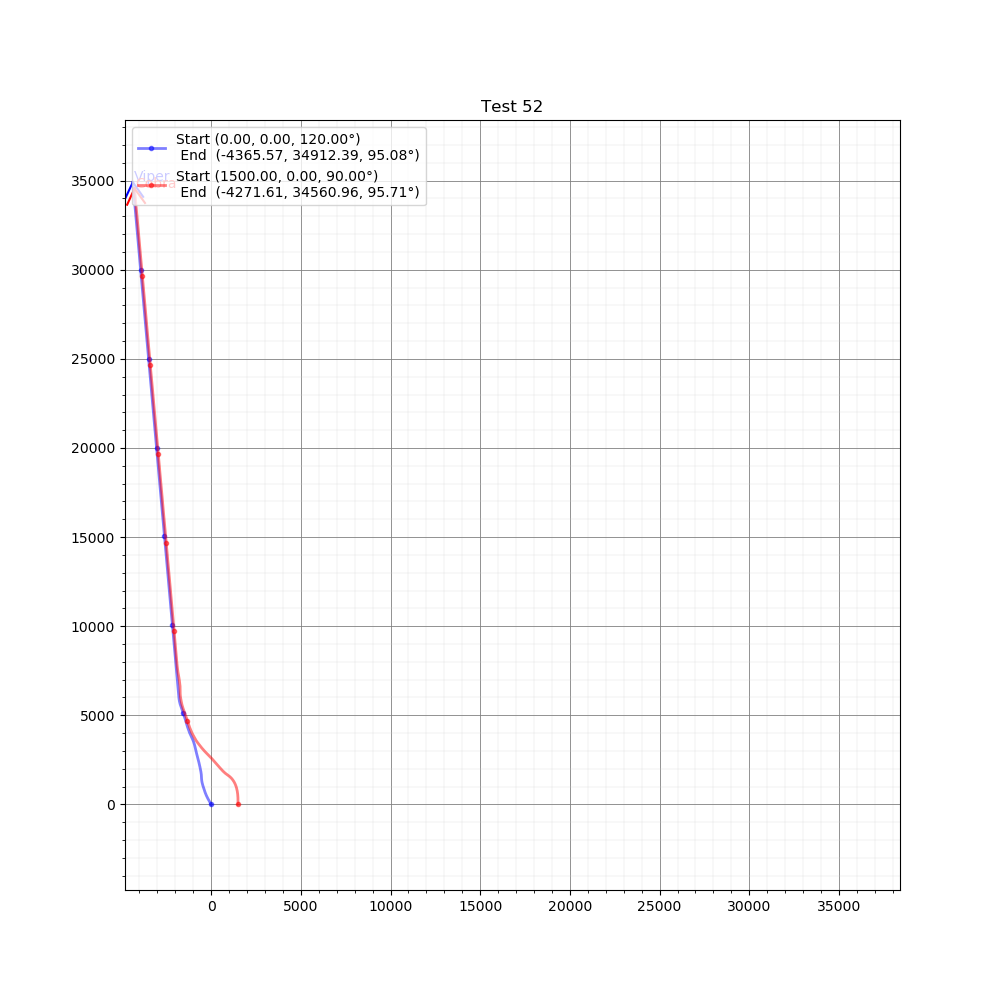 Test 52
Start (0.00, 0.00, 120.00°)
End (-4365.57, 34912.39, 95.08°)
Viper
Start (1500.00, 0.00, 90.00°)
End (-4271.61, 34560.96, 95.71°)
35000
30000
25000
20000
15000
10000
5000
0
0 5000 10000 15000 20000 25000 30000 35000